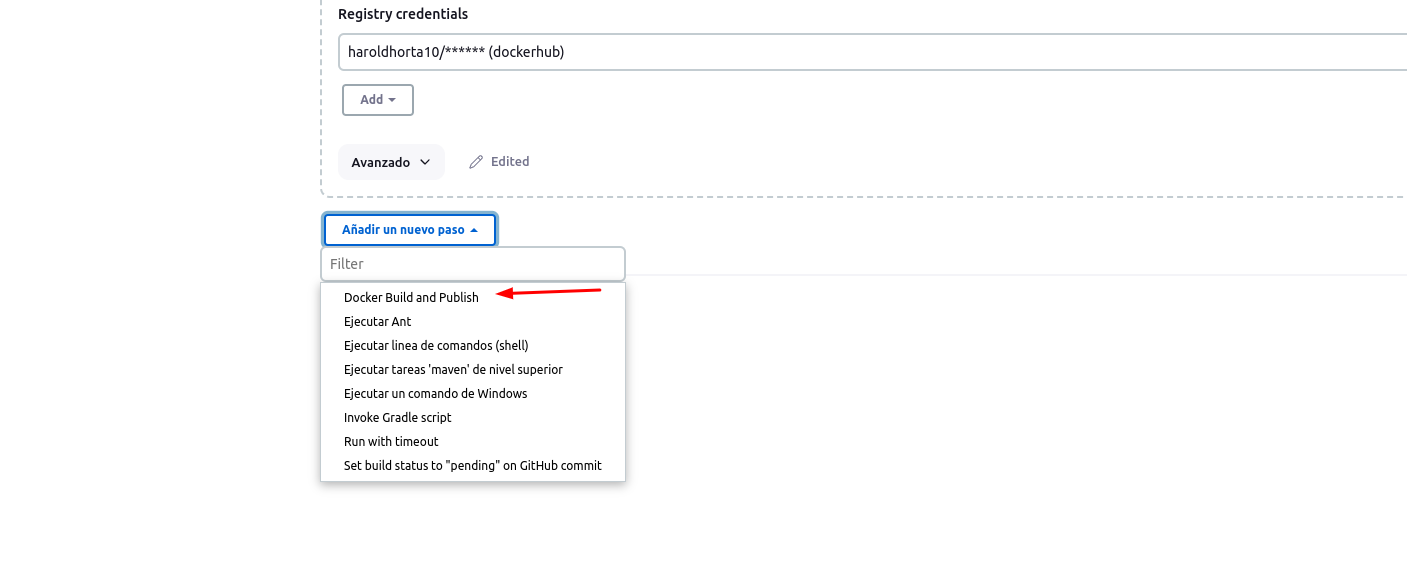 Registry credentials
haroldhorta10/****** (dockerhub)
Add
Avanzado
Edited
Añadir un nuevo paso
Filter
Docker Build and Publish
Ejecutar Ant
Ejecutar linea de comandos (shell)
Ejecutar tareas 'maven' de nivel superior
Ejecutar un comando de Windows
Invoke Gradle script
Run with timeout
Set build status to "pending" on GitHub commit